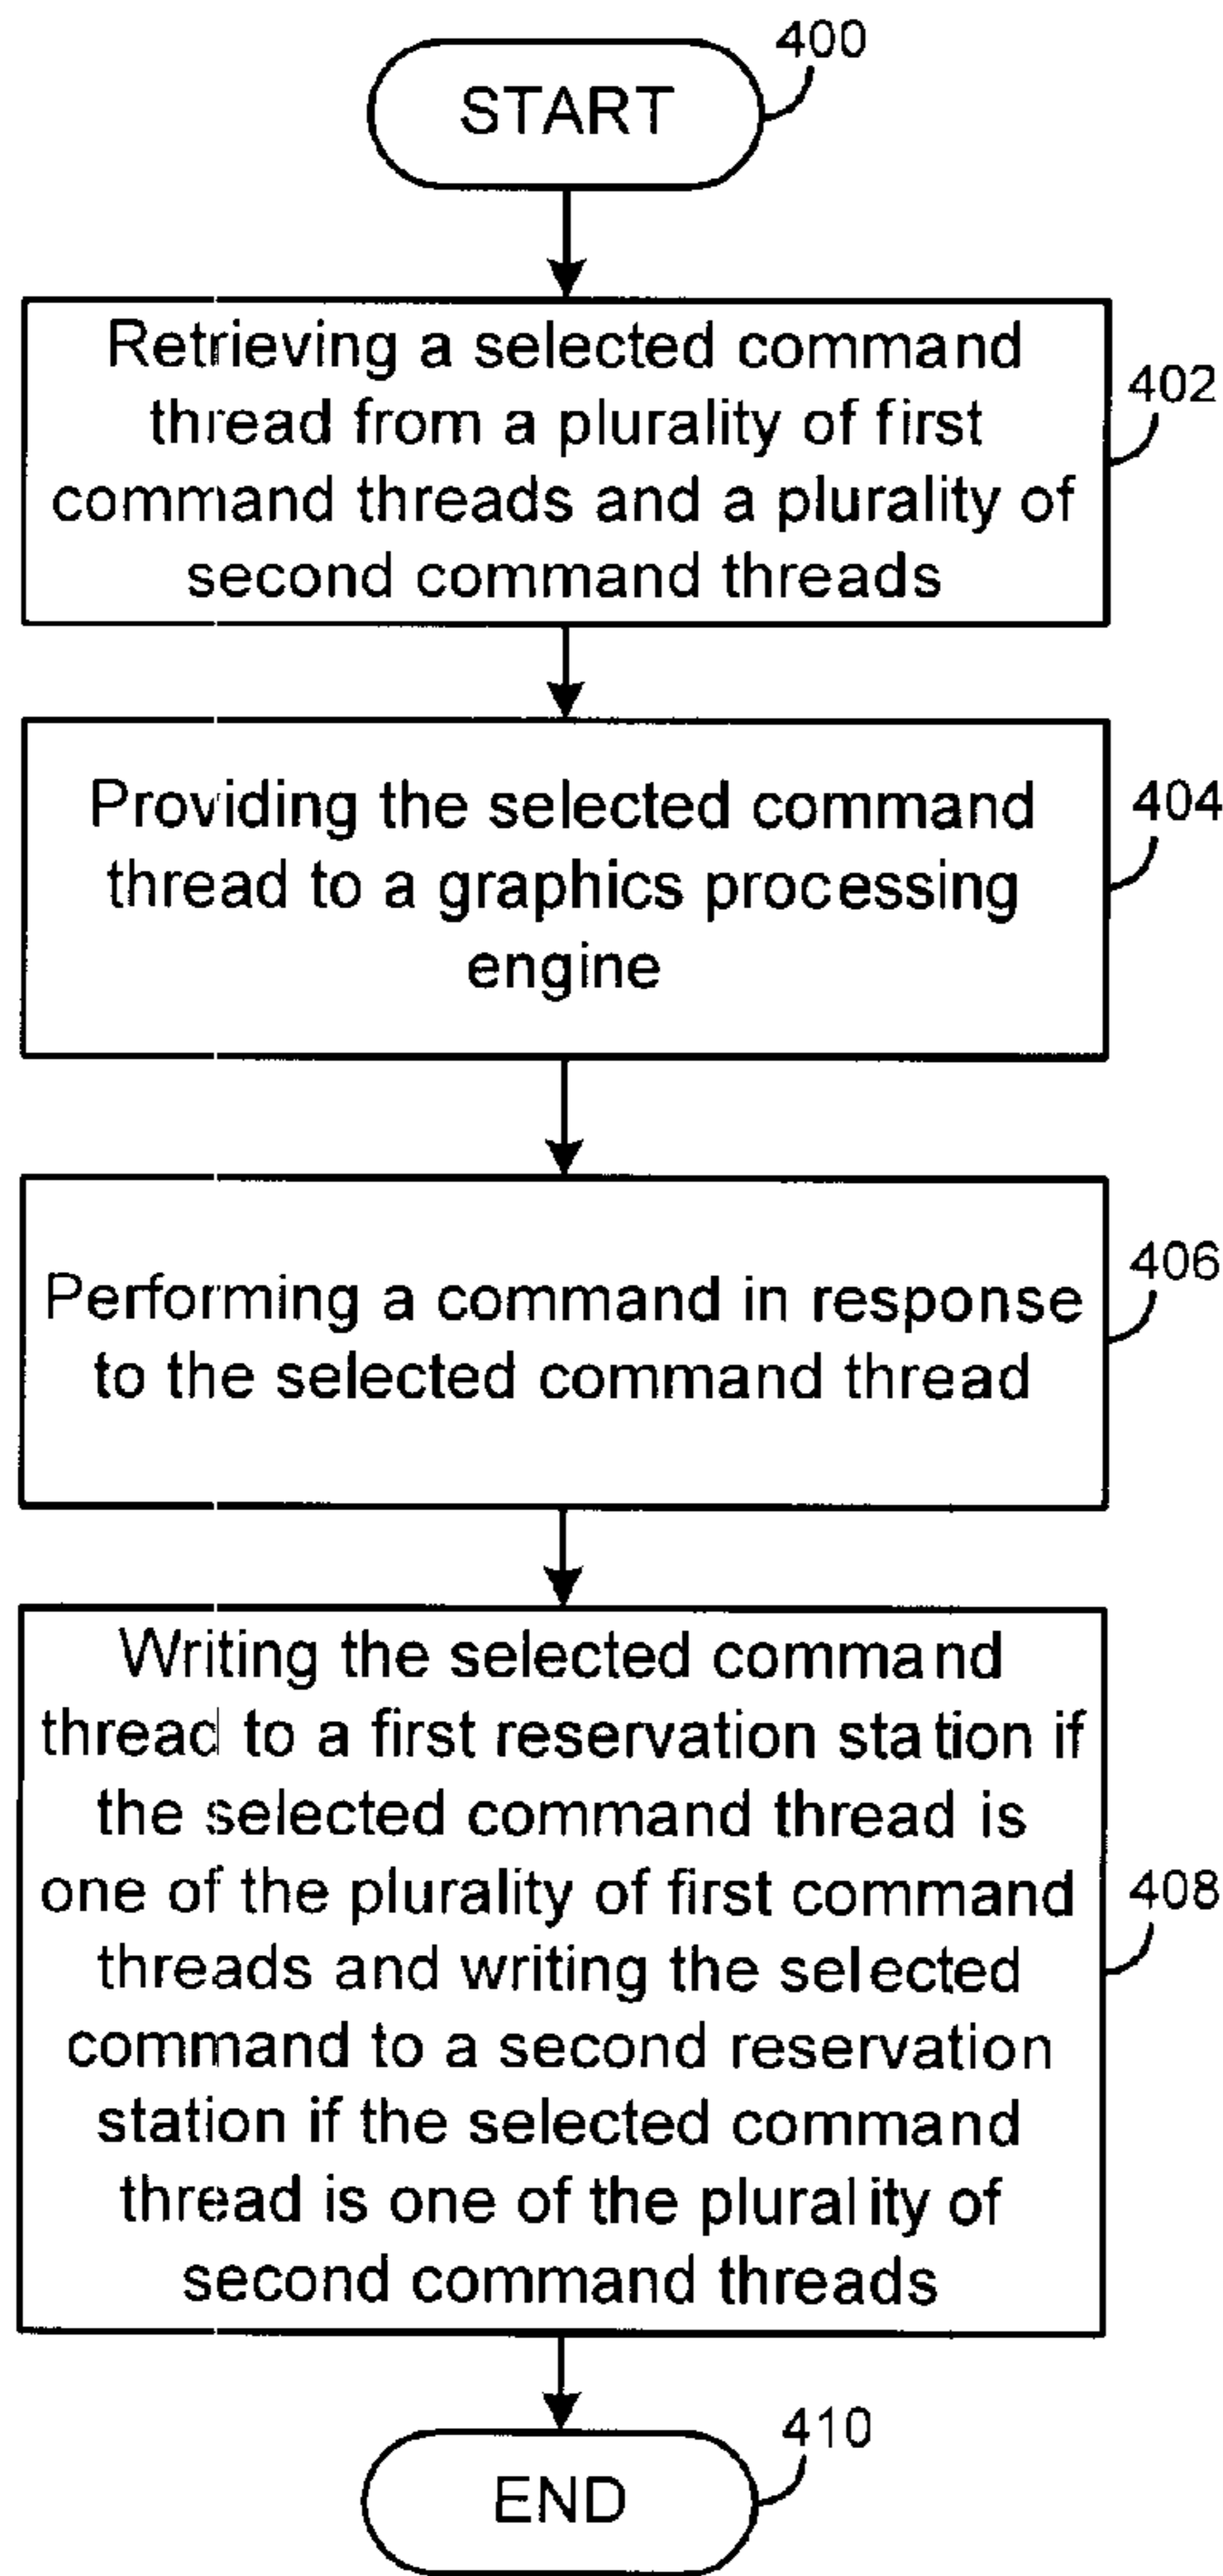 400
START
Retrieving a selected command
thread from a plurality of first
command threads and a plurality of
second command threads
402
Providing the selected command
thread to a graphics processing
engine
404
Performing a command in response
to the selected command thread
406
Writing the selected command
thread to a first reservation station if
the selected command thread is
one of the plurality of first command
threads and writing the selected
command to a second reservation
station if the selected command
thread is one of the plurality of
second command threads
408
410
END